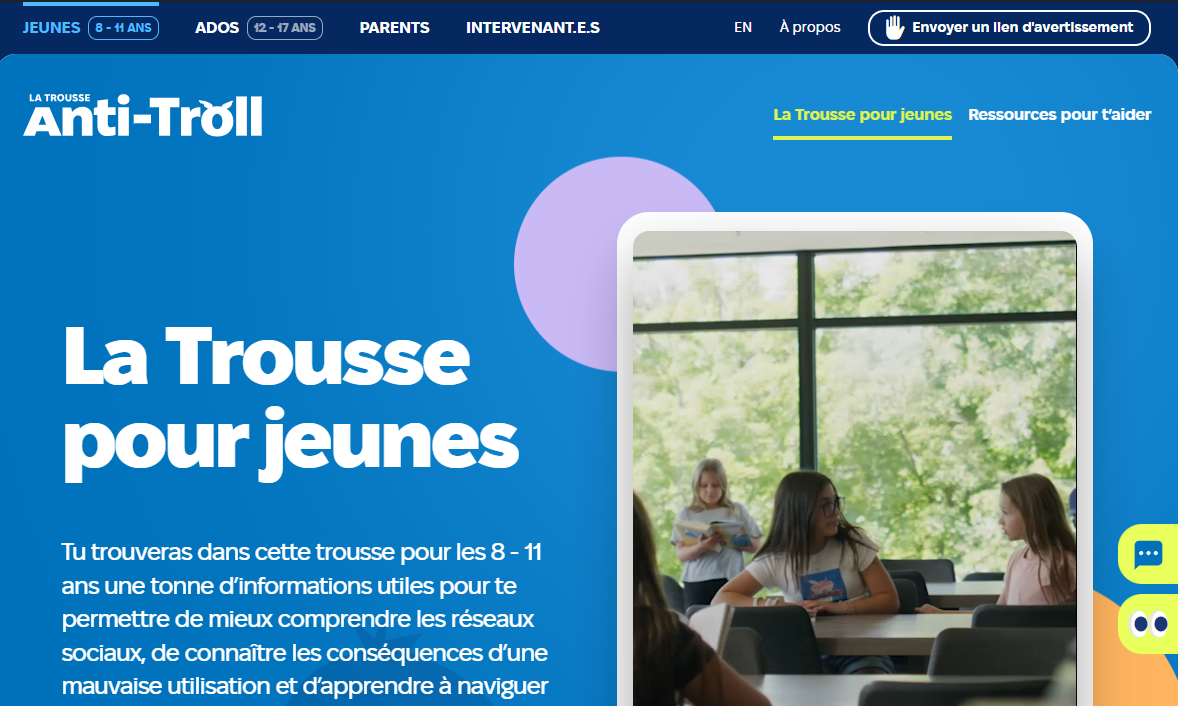 JEUNES 8 - 11 ANS ADOS 12 - 17 ANS PARENTS INTERVENANT.E.S EN À propos Envoyer un lien d'avertissement
LA TROUSSE
Anti-Troll
La Trousse pour jeunes Ressources pour t'aider
La Trousse
pour jeunes
Tu trouveras dans cette trousse pour les 8 - 11
ans une tonne d'informations utiles pour te
permettre de mieux comprendre les réseaux
sociaux, de connaître les conséquences d'une
mauvaise utilisation et d'apprendre à naviguer